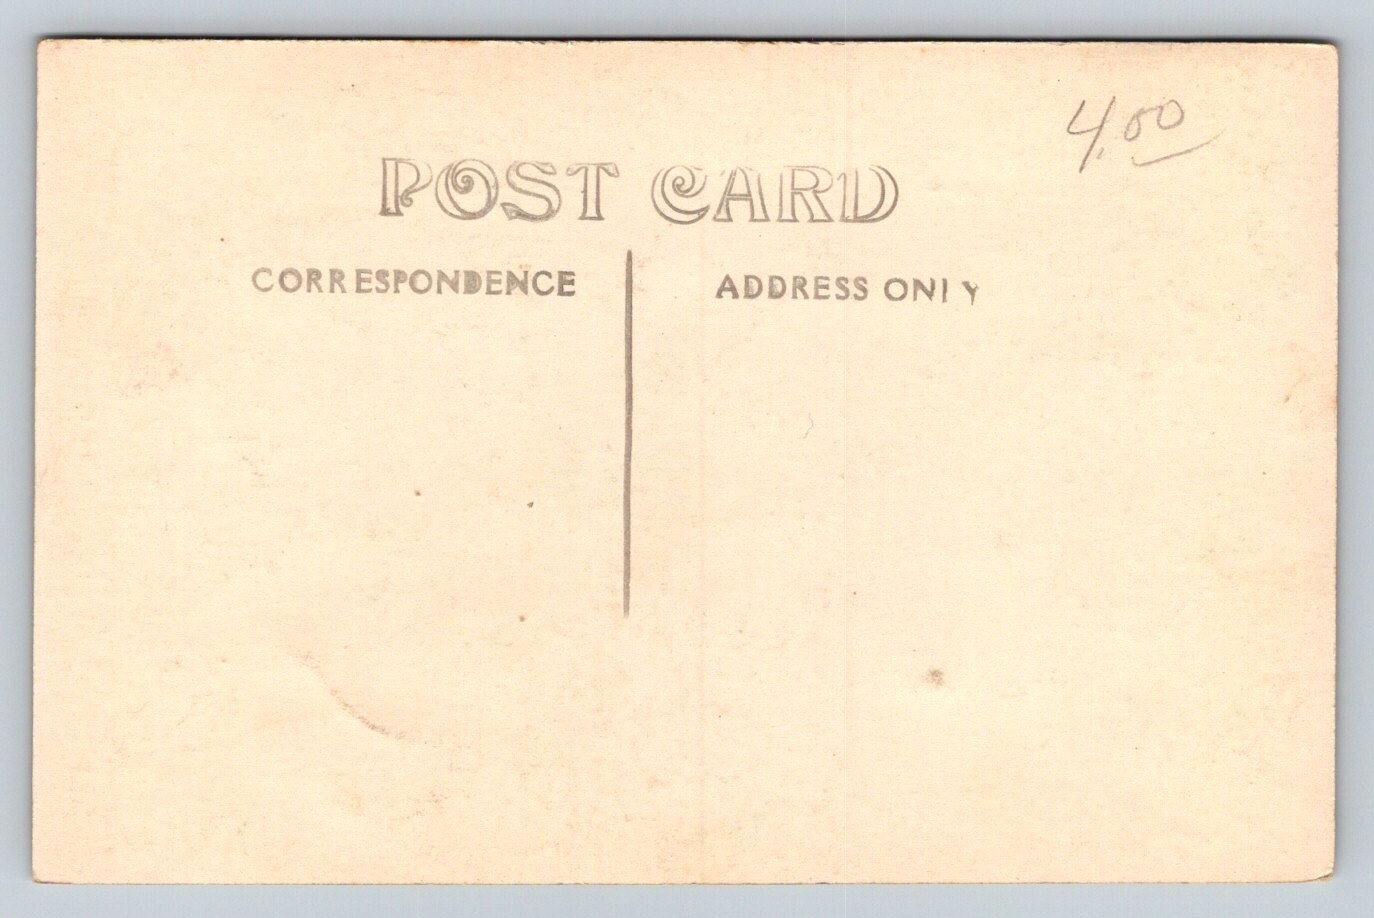 4.00
POST CARD
CORRESPONDENCE
ADDRESS ONLY